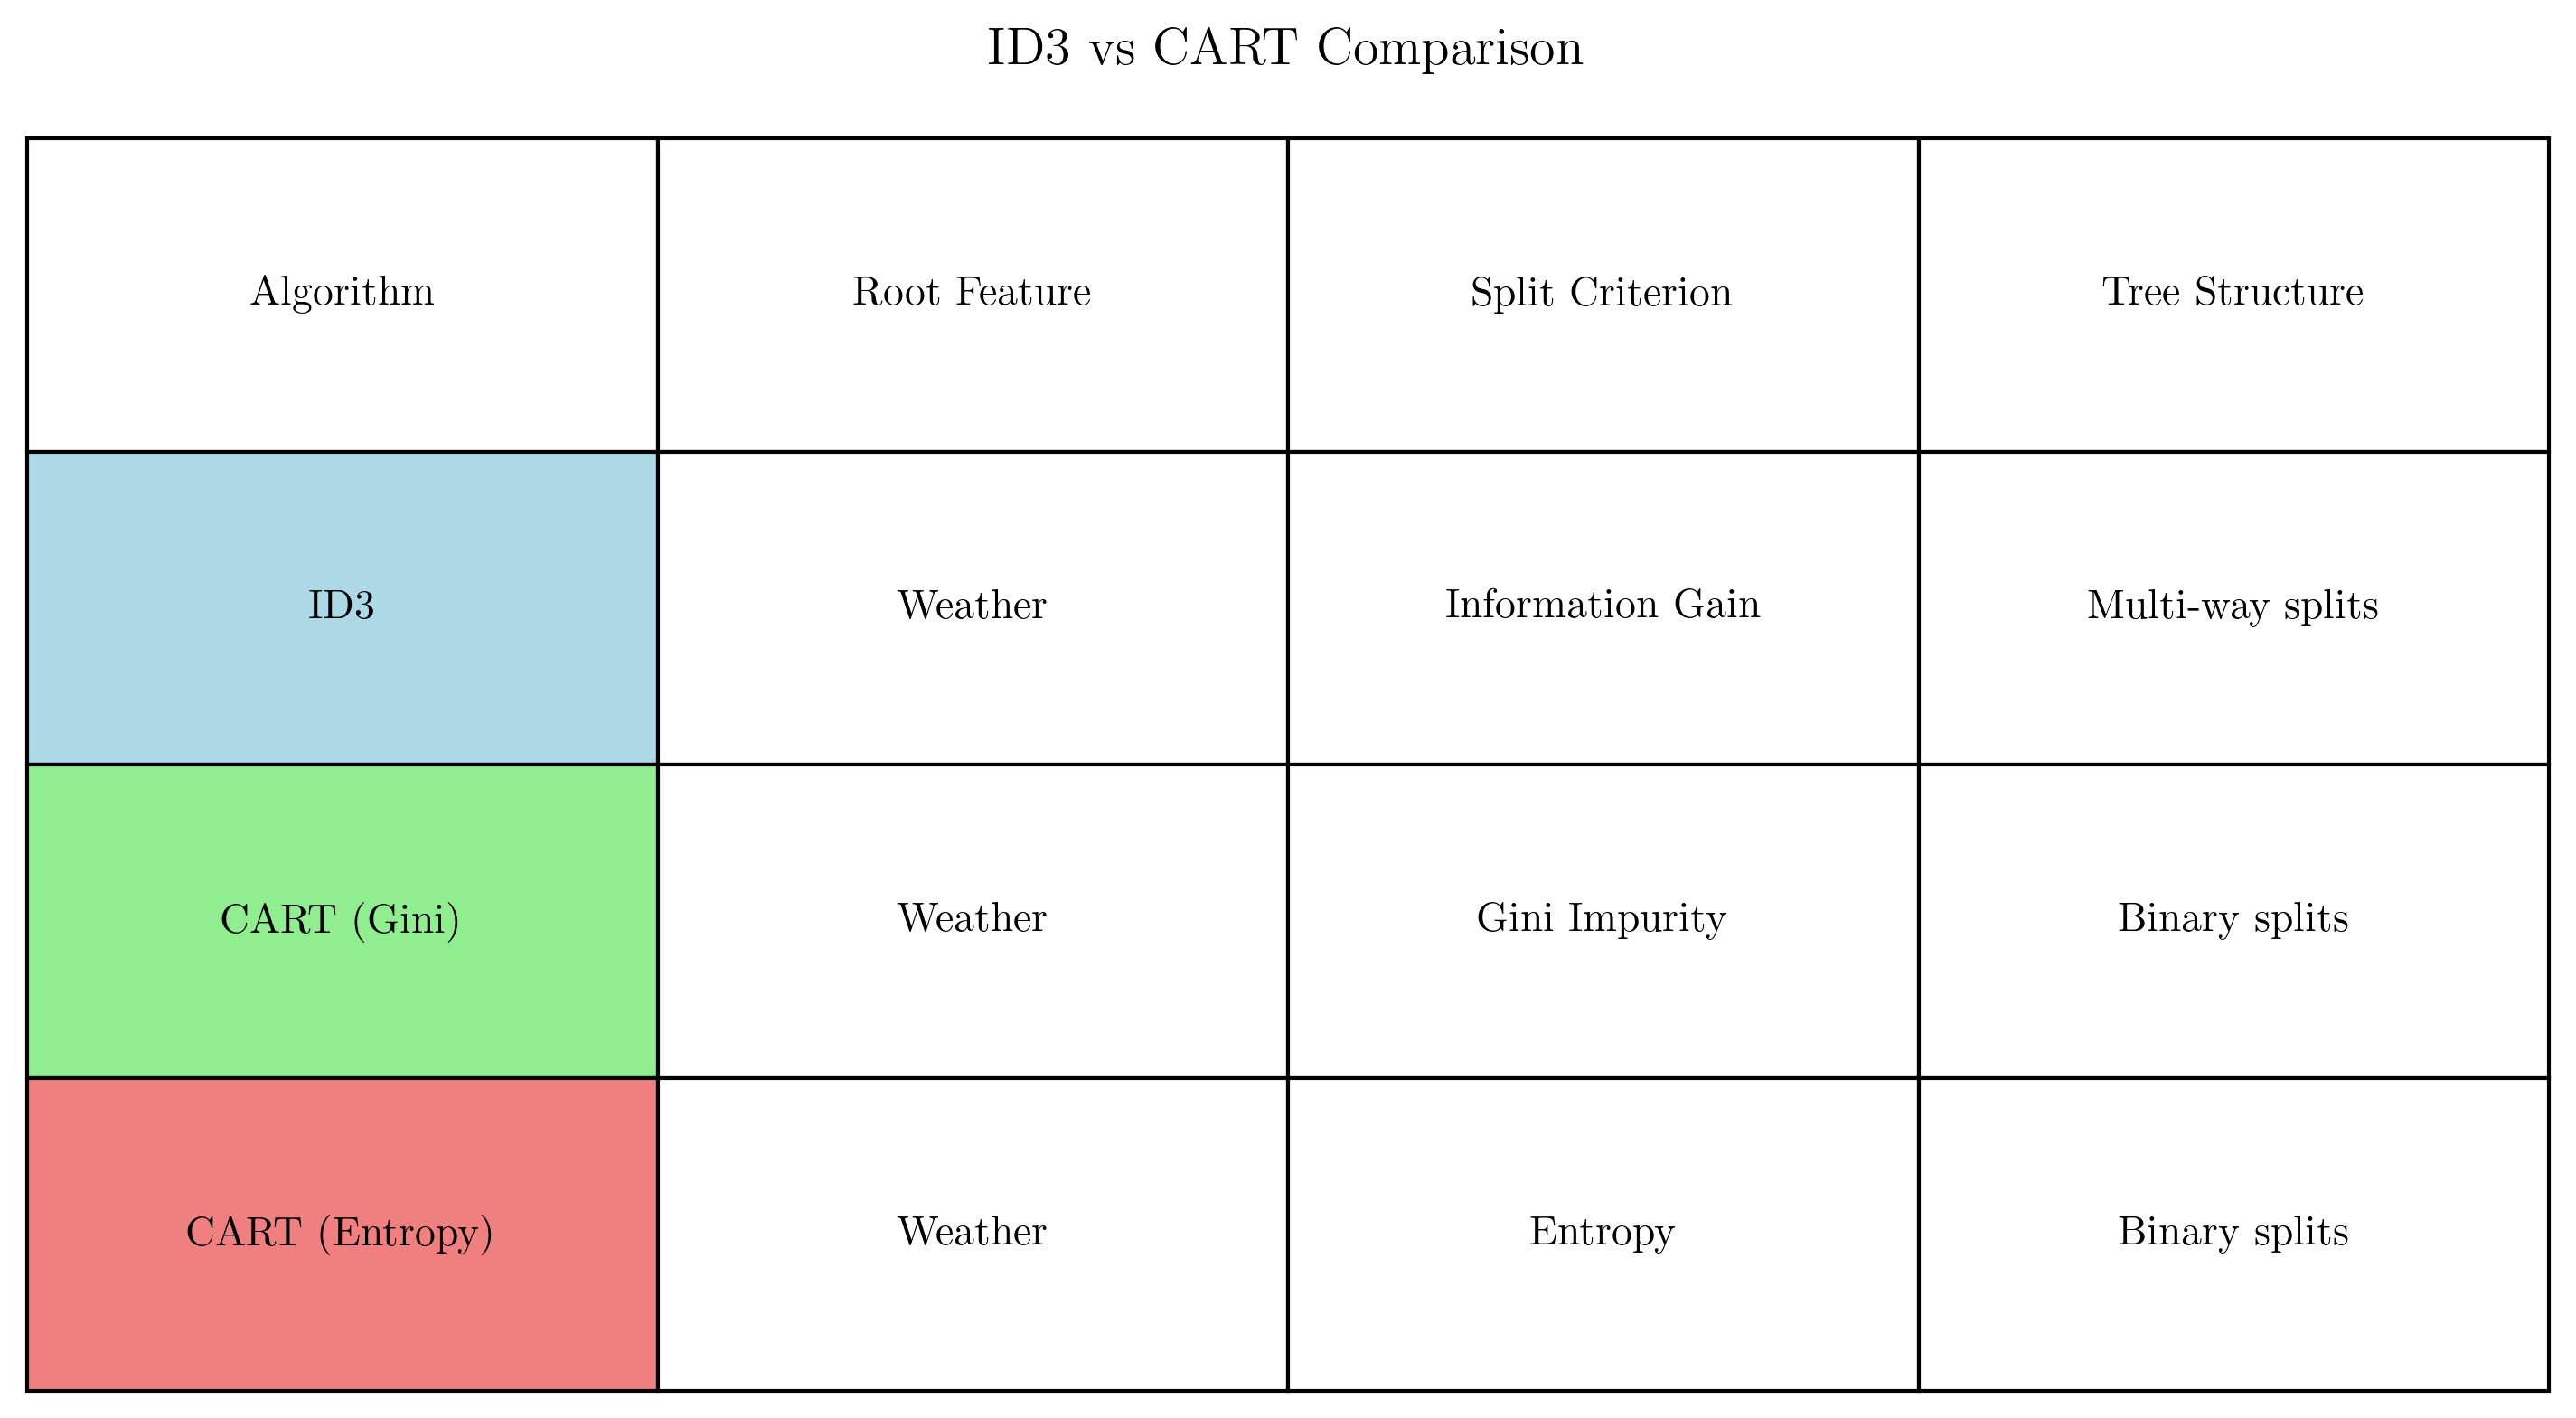 ID3 vs CART Comparison
Algorithm Root Feature Split Criterion Tree Structure
ID3 Weather Information Gain Multi-way splits
CART (Gini) Weather Gini Impurity Binary splits
CART (Entropy) Weather Entropy Binary splits